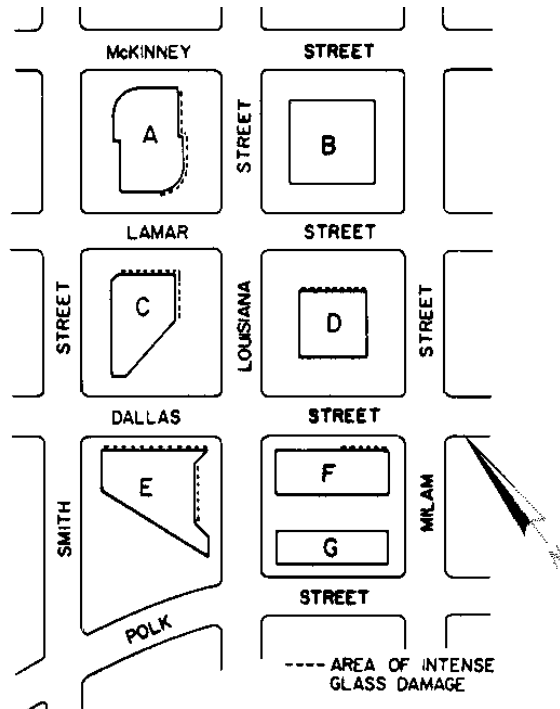 McKINNEY STREET
A
B
STREET
LAMAR STREET
C
D
STREET
LOUISIANA
STREET
DALLAS STREET
E
F
G
SMITH
MILAM
POLK STREET
---- AREA OF INTENSE
GLASS DAMAGE